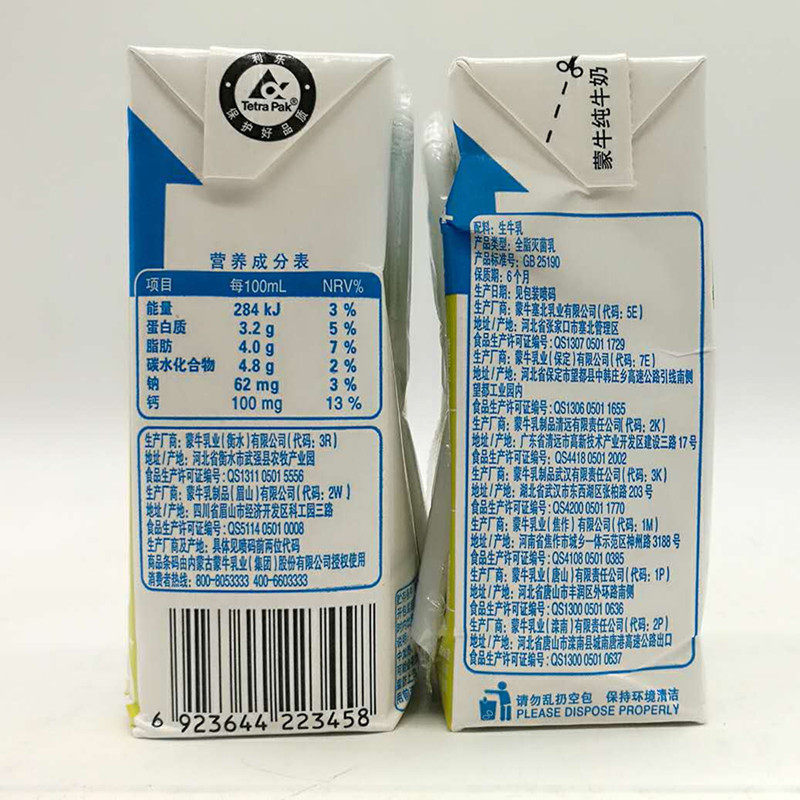 利乐
Tetra Pak®
保护好品质
营养成分表
项目 每100mL NRV%
能量 284 kJ 3 %
蛋白质 3.2 g 5 %
脂肪 4.0 g 7 %
碳水化合物 4.8 g 2 %
钠 62 mg 3 %
钙 100 mg 13 %
生产厂商：蒙牛乳业(衡水)有限公司(代码：3R)
地址/产地：河北省衡水市武强县农牧产业园
食品生产许可证编号：QS1311 0501 5556
生产厂商：蒙牛乳制品(眉山)有限公司(代码：2W)
地址/产地：四川省眉山市经济开发区科工园三路
食品生产许可证编号：QS5114 0501 0008
生产厂商及产地：具体见喷码前两位代码
商品条码由内蒙古蒙牛乳业(集团)股份有限公司授权使用
消费者热线：800-8053333 400-6603333
6 923644 223458
蒙牛纯牛奶
配料：生牛乳
产品类型：全脂灭菌乳
产品标准号：GB 25190
保质期：6个月
生产日期：见包装喷码
生产厂商：蒙牛塞北乳业有限公司(代码：5E)
地址/产地：河北省张家口市塞北管理区
食品生产许可证编号：QS1307 0501 1729
生产厂商：蒙牛乳业(保定)有限公司(代码：7E)
地址/产地：河北省保定市望都县中韩庄乡高速公路引线南侧
望都工业园内
食品生产许可证编号：QS1306 0501 1655
生产厂商：蒙牛乳制品清远有限责任公司(代码：2K)
地址/产地：广东省清远市高新技术产业开发区建设三路17号
食品生产许可证编号：QS4418 0501 2002
生产厂商：蒙牛乳制品武汉有限责任公司(代码：3K)
地址/产地：湖北省武汉市东西湖区张柏路203号
食品生产许可证编号：QS4200 0501 1770
生产厂商：蒙牛乳业(焦作)有限公司(代码：1M)
地址/产地：河南省焦作市城乡一体示范区神州路3188号
食品生产许可证编号：QS4108 0501 0385
生产厂商：蒙牛乳业(唐山)有限责任公司(代码：1P)
地址/产地：河北省唐山市丰润区外环路南侧
食品生产许可证编号：QS1300 0501 0636
生产厂商：蒙牛乳业(滦南)有限责任公司(代码：2P)
地址/产地：河北省唐山市滦南县城南唐港高速公路出口
食品生产许可证编号：QS1300 0501 0637
请勿乱扔空包 保持环境清洁
PLEASE DISPOSE PROPERLY